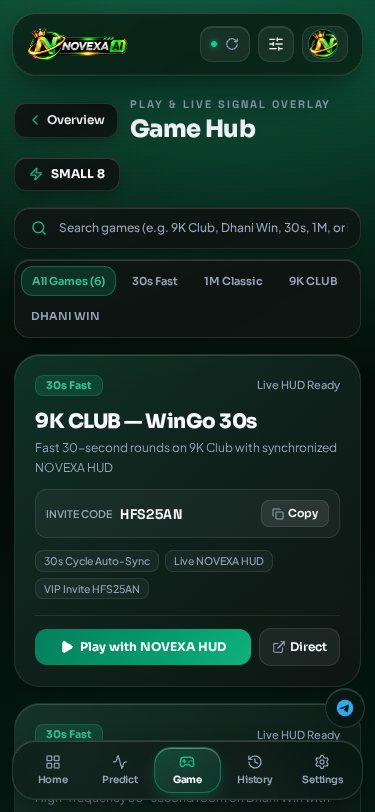 NOVEXA AI
PLAY & LIVE SIGNAL OVERLAY
Overview
Game Hub
SMALL 8
Search games (e.g. 9K Club, Dhani Win, 30s, 1M, or
All Games (6)
30s Fast
1M Classic
9K CLUB
DHANI WIN
30s Fast
Live HUD Ready
9K CLUB — WinGo 30s
Fast 30-second rounds on 9K Club with synchronized
NOVEXA HUD
INVITE CODE HFS25AN
Copy
30s Cycle Auto-Sync
Live NOVEXA HUD
VIP Invite HFS25AN
Play with NOVEXA HUD
Direct
30s Fast
Live HUD Ready
Home
Predict
Game
History
Settings